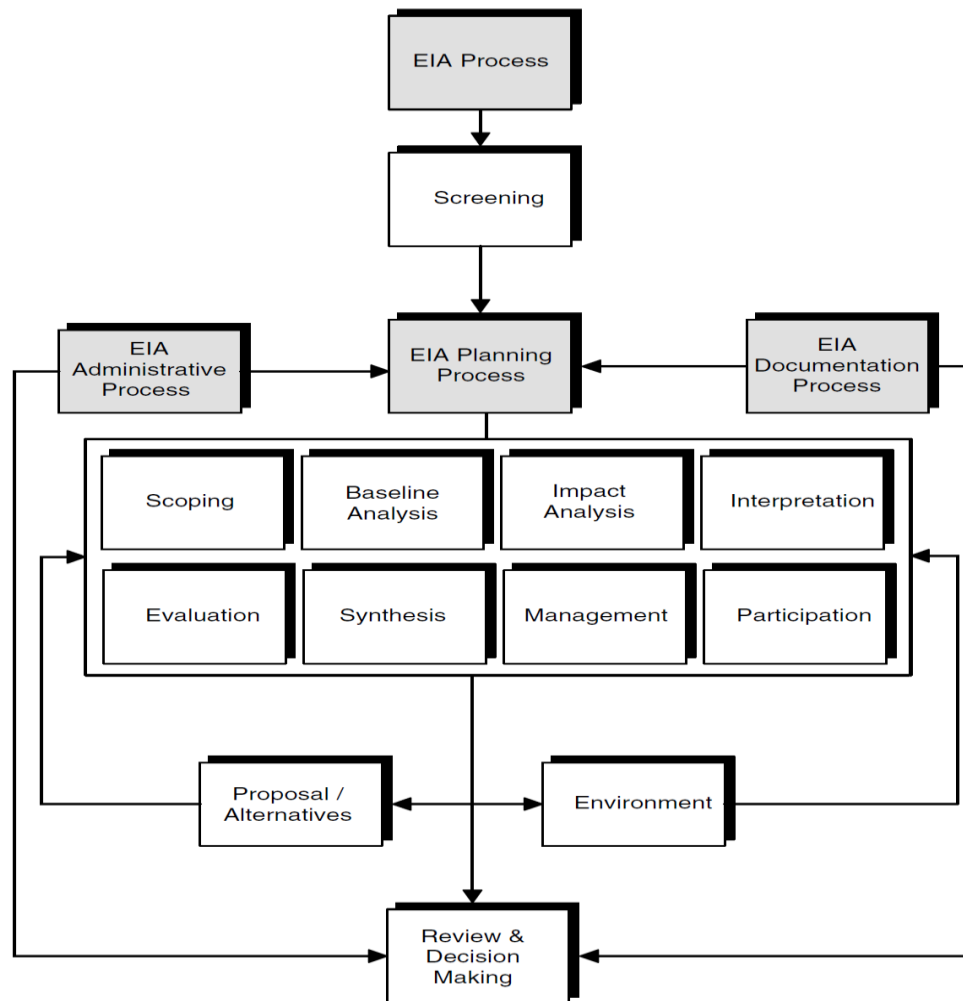 EIA Process
Screening
EIA
Administrative
Process
EIA Planning
Process
EIA
Documentation
Process
Scoping
Baseline
Analysis
Impact
Analysis
Interpretation
Evaluation
Synthesis
Management
Participation
Proposal /
Alternatives
Environment
Review &
Decision
Making